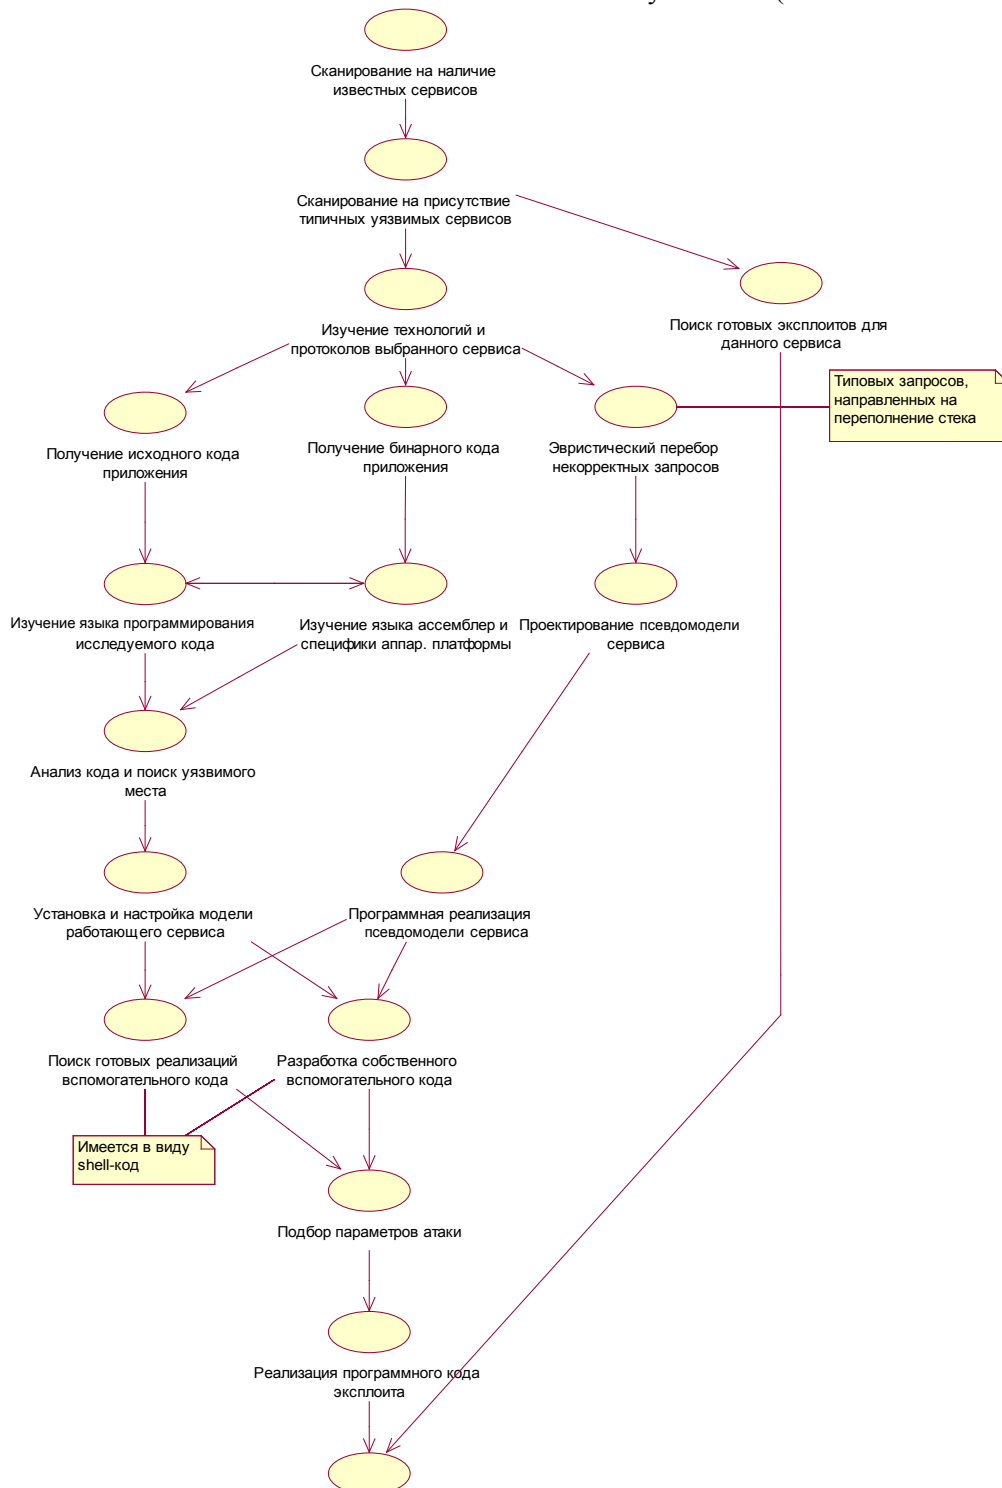 Сканирование на наличие
известных сервисов
Сканирование на присутствие
типичных уязвимых сервисов
Изучение технологий и
протоколов выбранного сервиса
Поиск готовых эксплоитов для
данного сервиса
Типовых запросов,
направленных на
переполнение стека
Получение исходного кода
приложения
Получение бинарного кода
приложения
Эвристический перебор
некорректных запросов
Изучение языка программирования
исследуемого кода
Изучение языка ассемблер и
специфики аппар. платформы
Проектирование псевдомодели
сервиса
Анализ кода и поиск уязвимого
места
Установка и настройка модели
работающего сервиса
Программная реализация
псевдомодели сервиса
Поиск готовых реализаций
вспомогательного кода
Разработка собственного
вспомогательного кода
Имеется в виду
shell-код
Подбор параметров атаки
Реализация программного кода
эксплоита